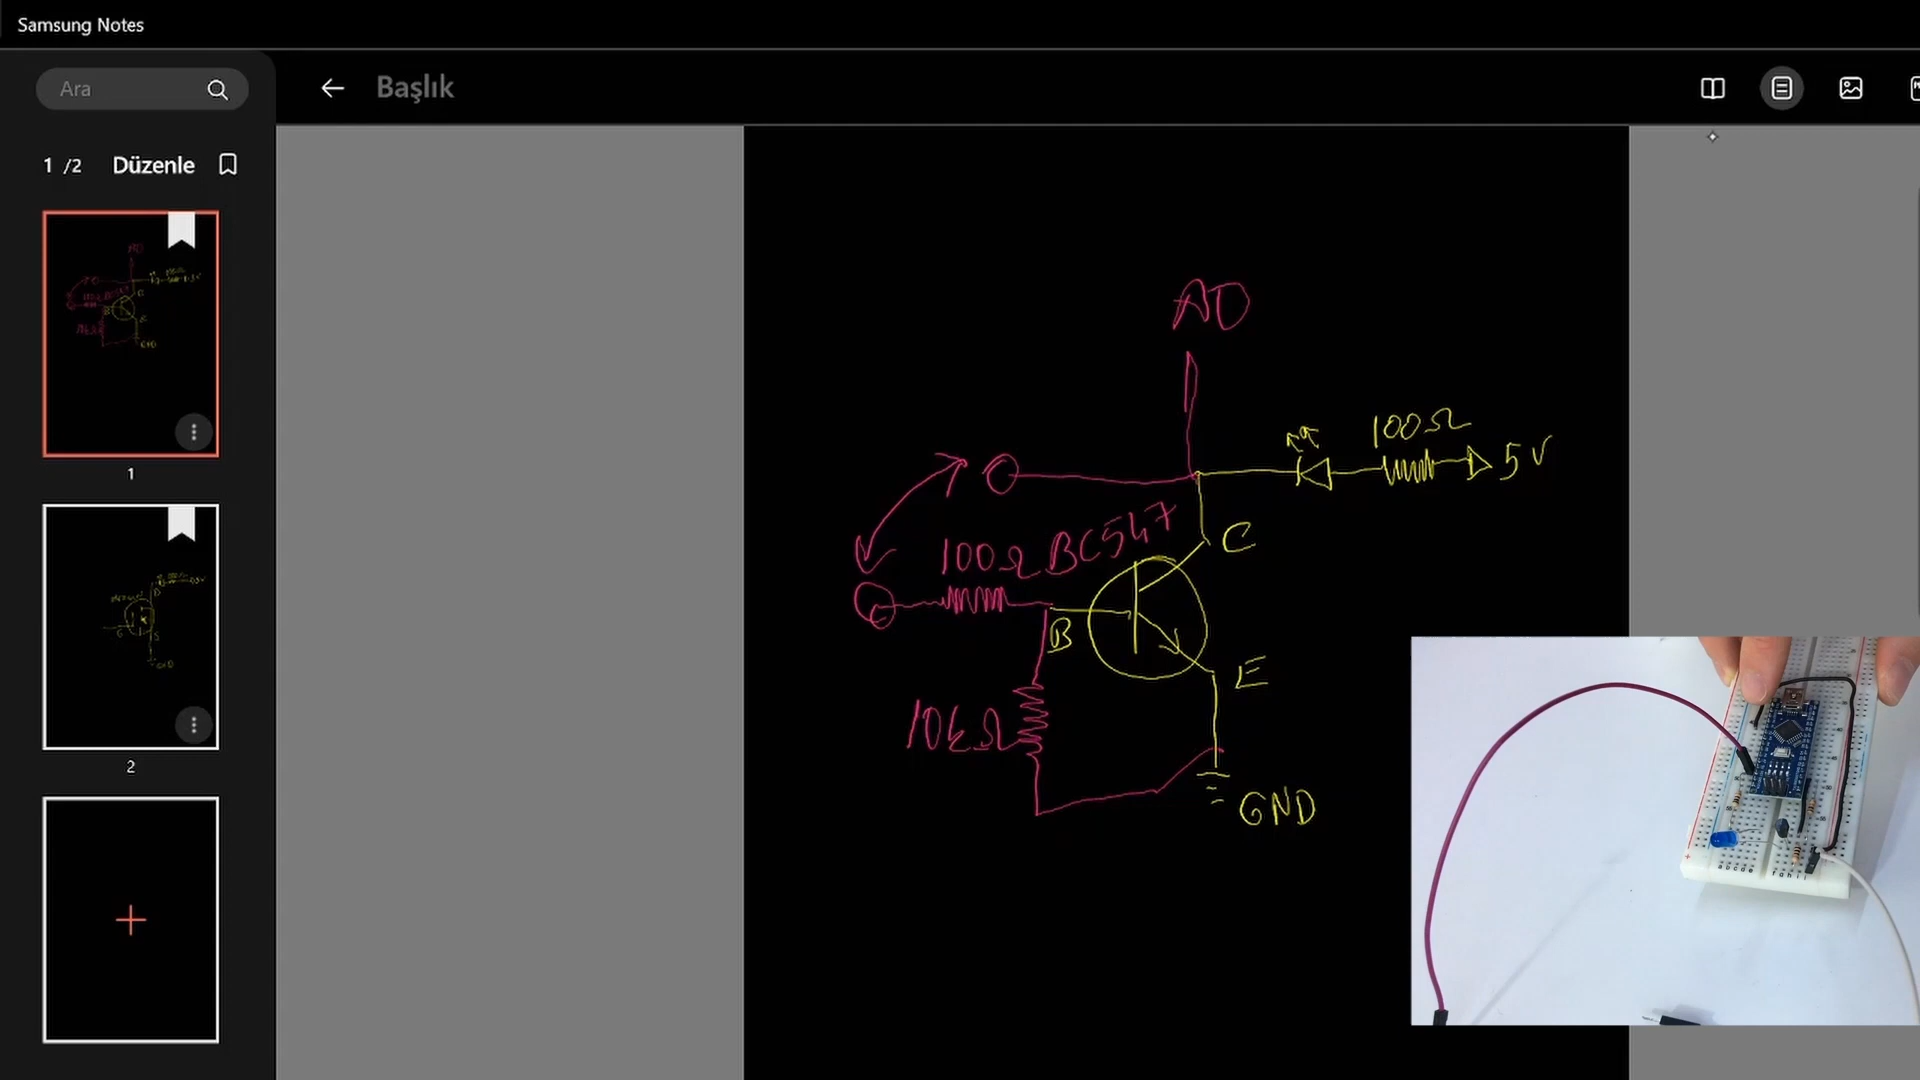 Samsung Notes
Ara
Başlık
1 /2 Düzenle
1
2
A0
100Ω
5V
100Ω BC547
C
B
E
10kΩ
GND